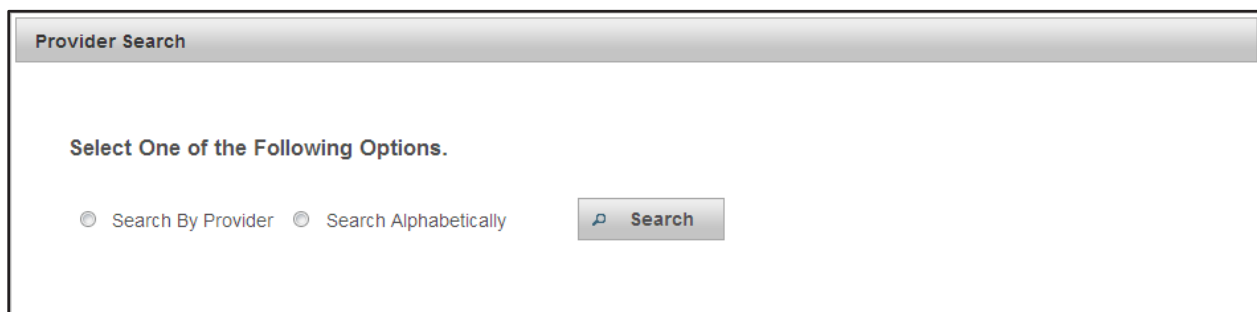 Provider Search
Select One of the Following Options.
Search By Provider Search Alphabetically Search